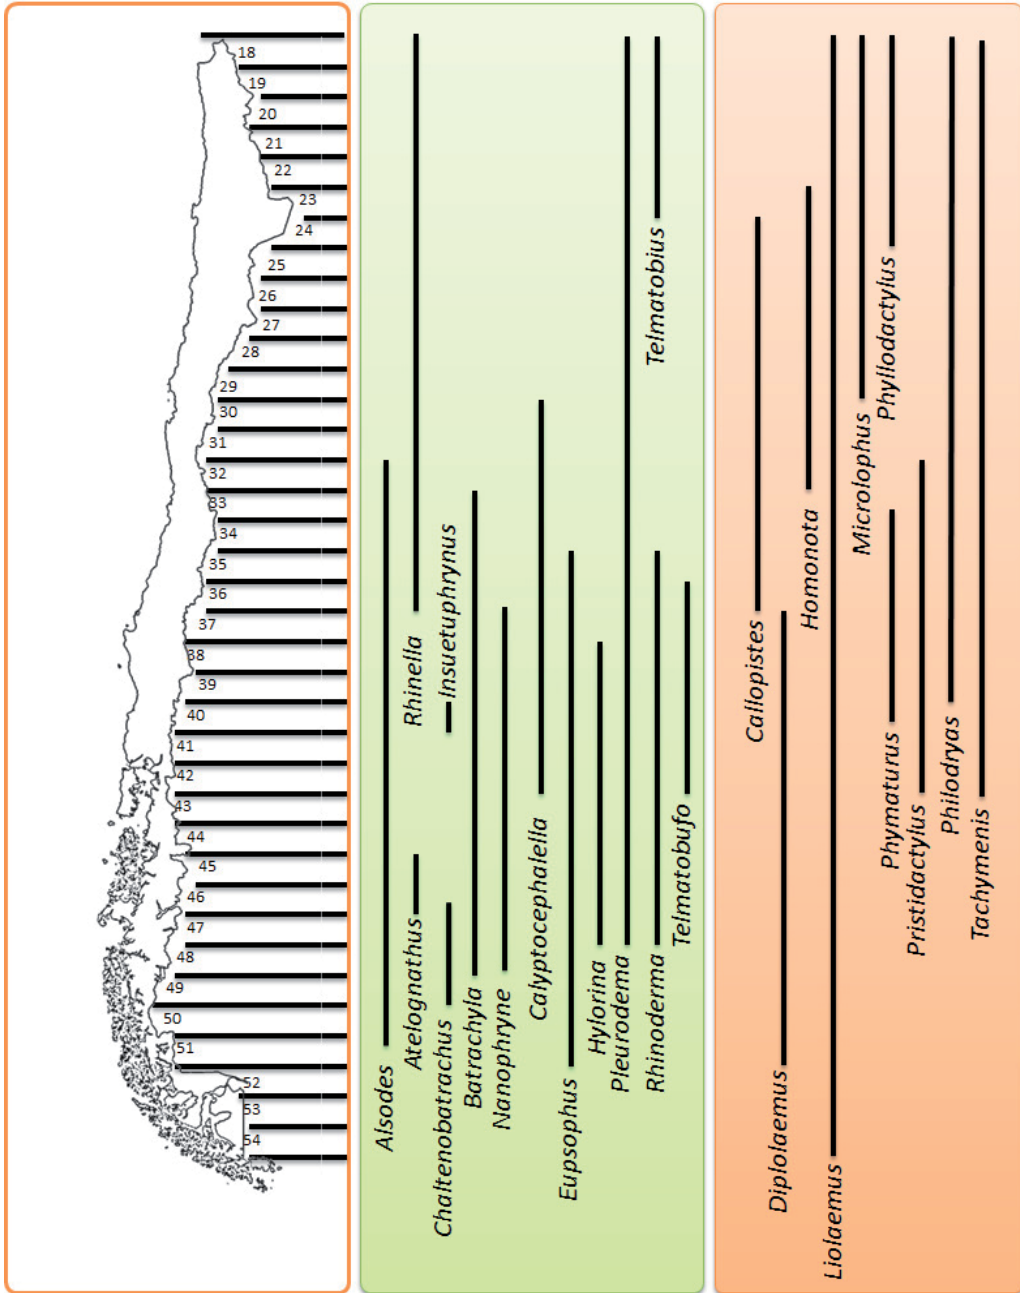 18
19
20
21
22
23
24
25
26
27
28
29
30
31
32
33
34
35
36
37
38
39
40
41
42
43
44
45
46
47
48
49
50
51
52
53
54
Alsodes
Rhinella
Atelognathus
Insuetuphrynus
Chaltenobatrachus
Batrachyla
Nanophryne
Calyptocephalella
Eupsophus
Hylorina
Pleurodema
Telmatobius
Rhinoderma
Telmatobufo
Callopistes
Diplolaemus
Homonota
Liolaemus
Microlophus
Phyllodactylus
Phymaturus
Pristidactylus
Philodryas
Tachymenis